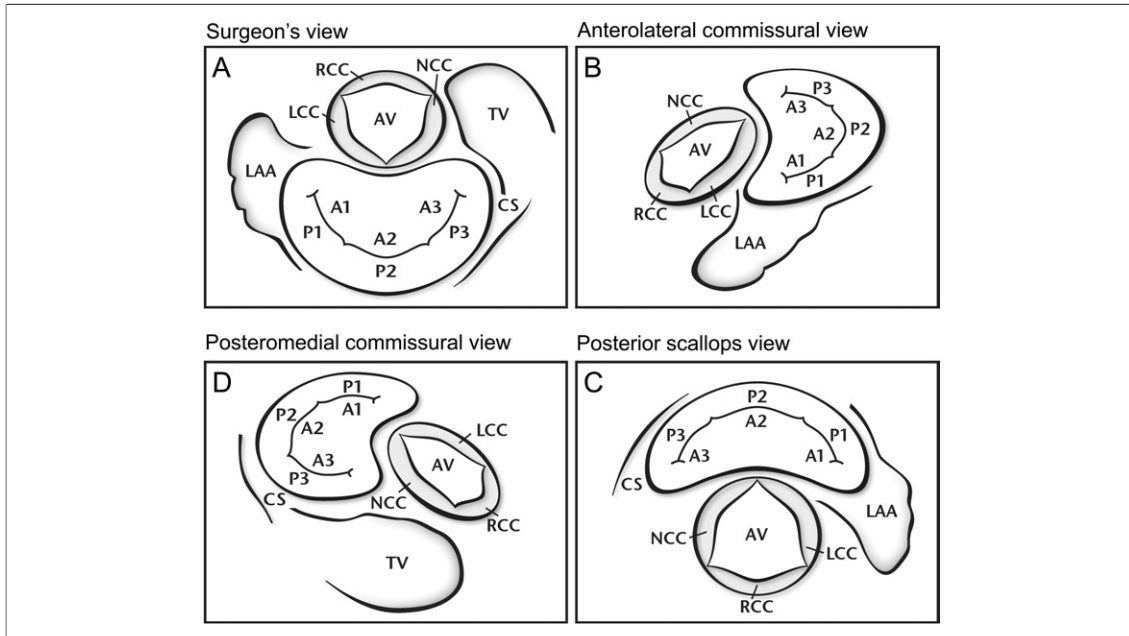 Surgeon's view
A
RCC
NCC
LCC
AV
TV
LAA
CS
A1
A3
P1
A2
P3
P2
Anterolateral commissural view
B
P3
NCC
A3
A2
P2
AV
A1
P1
RCC
LCC
LAA
Posteromedial commissural view
D
P1
P2
A1
A2
LCC
A3
AV
P3
CS
NCC
RCC
TV
Posterior scallops view
C
P2
P3
A2
P1
A3
A1
CS
LAA
NCC
AV
LCC
RCC